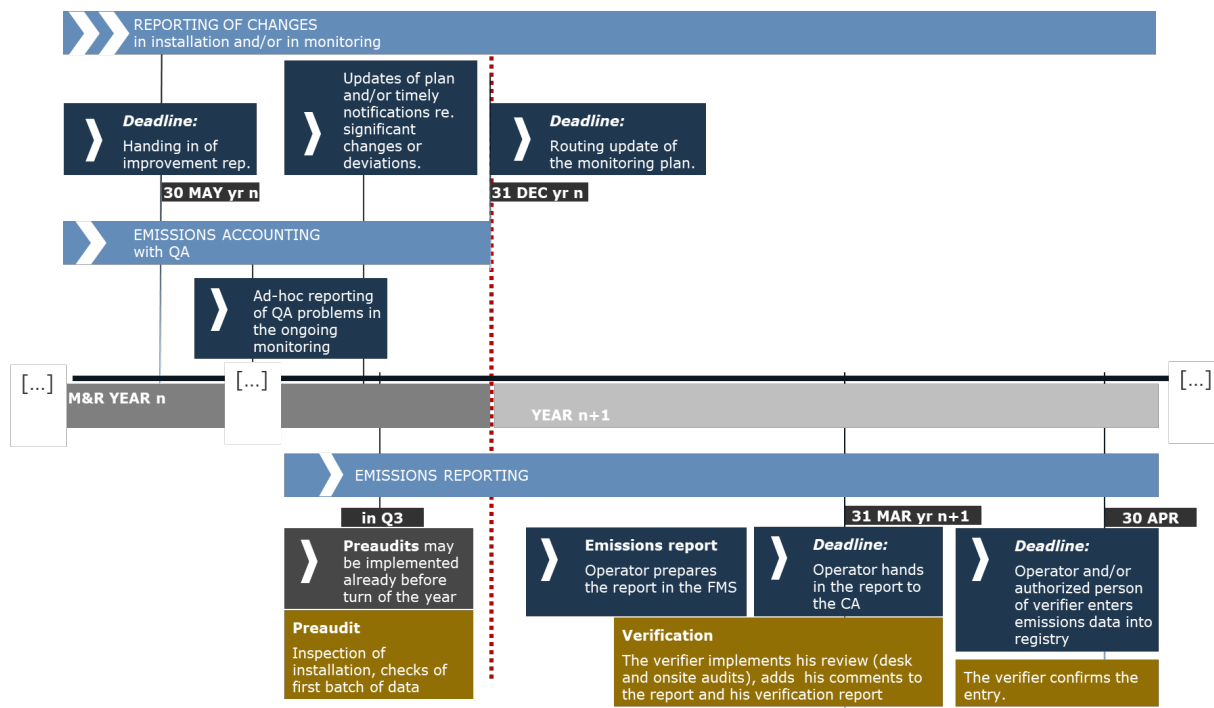 REPORTING OF CHANGES
in installation and/or in monitoring
Updates of plan
and/or timely
notifications re.
significant
changes or
deviations.
Deadline:
Handing in of
improvement rep.
Deadline:
Routing update of
the monitoring plan.
30 MAY yr n
31 DEC yr n
EMISSIONS ACCOUNTING
with QA
Ad-hoc reporting
of QA problems in
the ongoing
monitoring
[...]
[...]
[...]
M&R YEAR n
YEAR n+1
EMISSIONS REPORTING
in Q3
31 MAR yr n+1
30 APR
Preaudits may
be implemented
already before
turn of the year
Emissions report
Operator prepares
the report in the FMS
Deadline:
Operator hands
in the report to
the CA
Deadline:
Operator and/or
authorized person
of verifier enters
emissions data into
registry
Preaudit
Inspection of
installation, checks of
first batch of data
Verification
The verifier implements his review (desk
and onsite audits), adds his comments to
the report and his verification report
The verifier confirms the
entry.